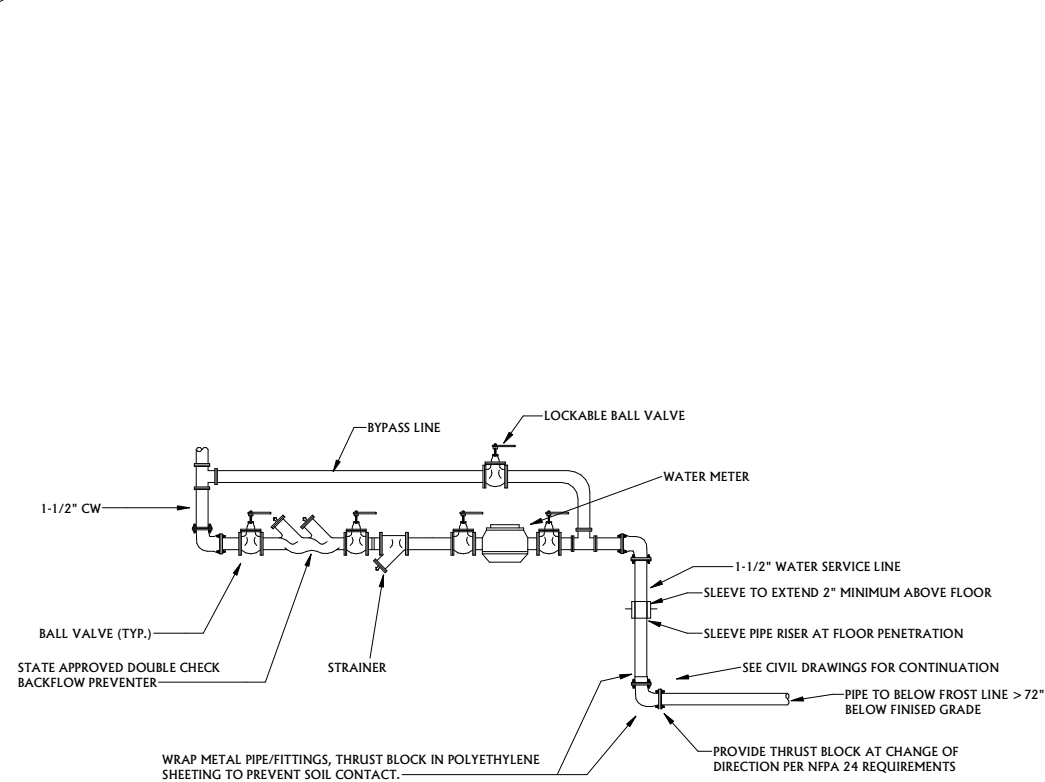 LOCKABLE BALL VALVE
BYPASS LINE
WATER METER
1-1/2" CW
1-1/2" WATER SERVICE LINE
SLEEVE TO EXTEND 2" MINIMUM ABOVE FLOOR
BALL VALVE (TYP.)
SLEEVE PIPE RISER AT FLOOR PENETRATION
STATE APPROVED DOUBLE CHECK
BACKFLOW PREVENTER
STRAINER
SEE CIVIL DRAWINGS FOR CONTINUATION
PIPE TO BELOW FROST LINE >72"
BELOW FINISED GRADE
WRAP METAL PIPE/FITTINGS, THRUST BLOCK IN POLYETHYLENE
SHEETING TO PREVENT SOIL CONTACT.
PROVIDE THRUST BLOCK AT CHANGE OF
DIRECTION PER NFPA 24 REQUIREMENTS